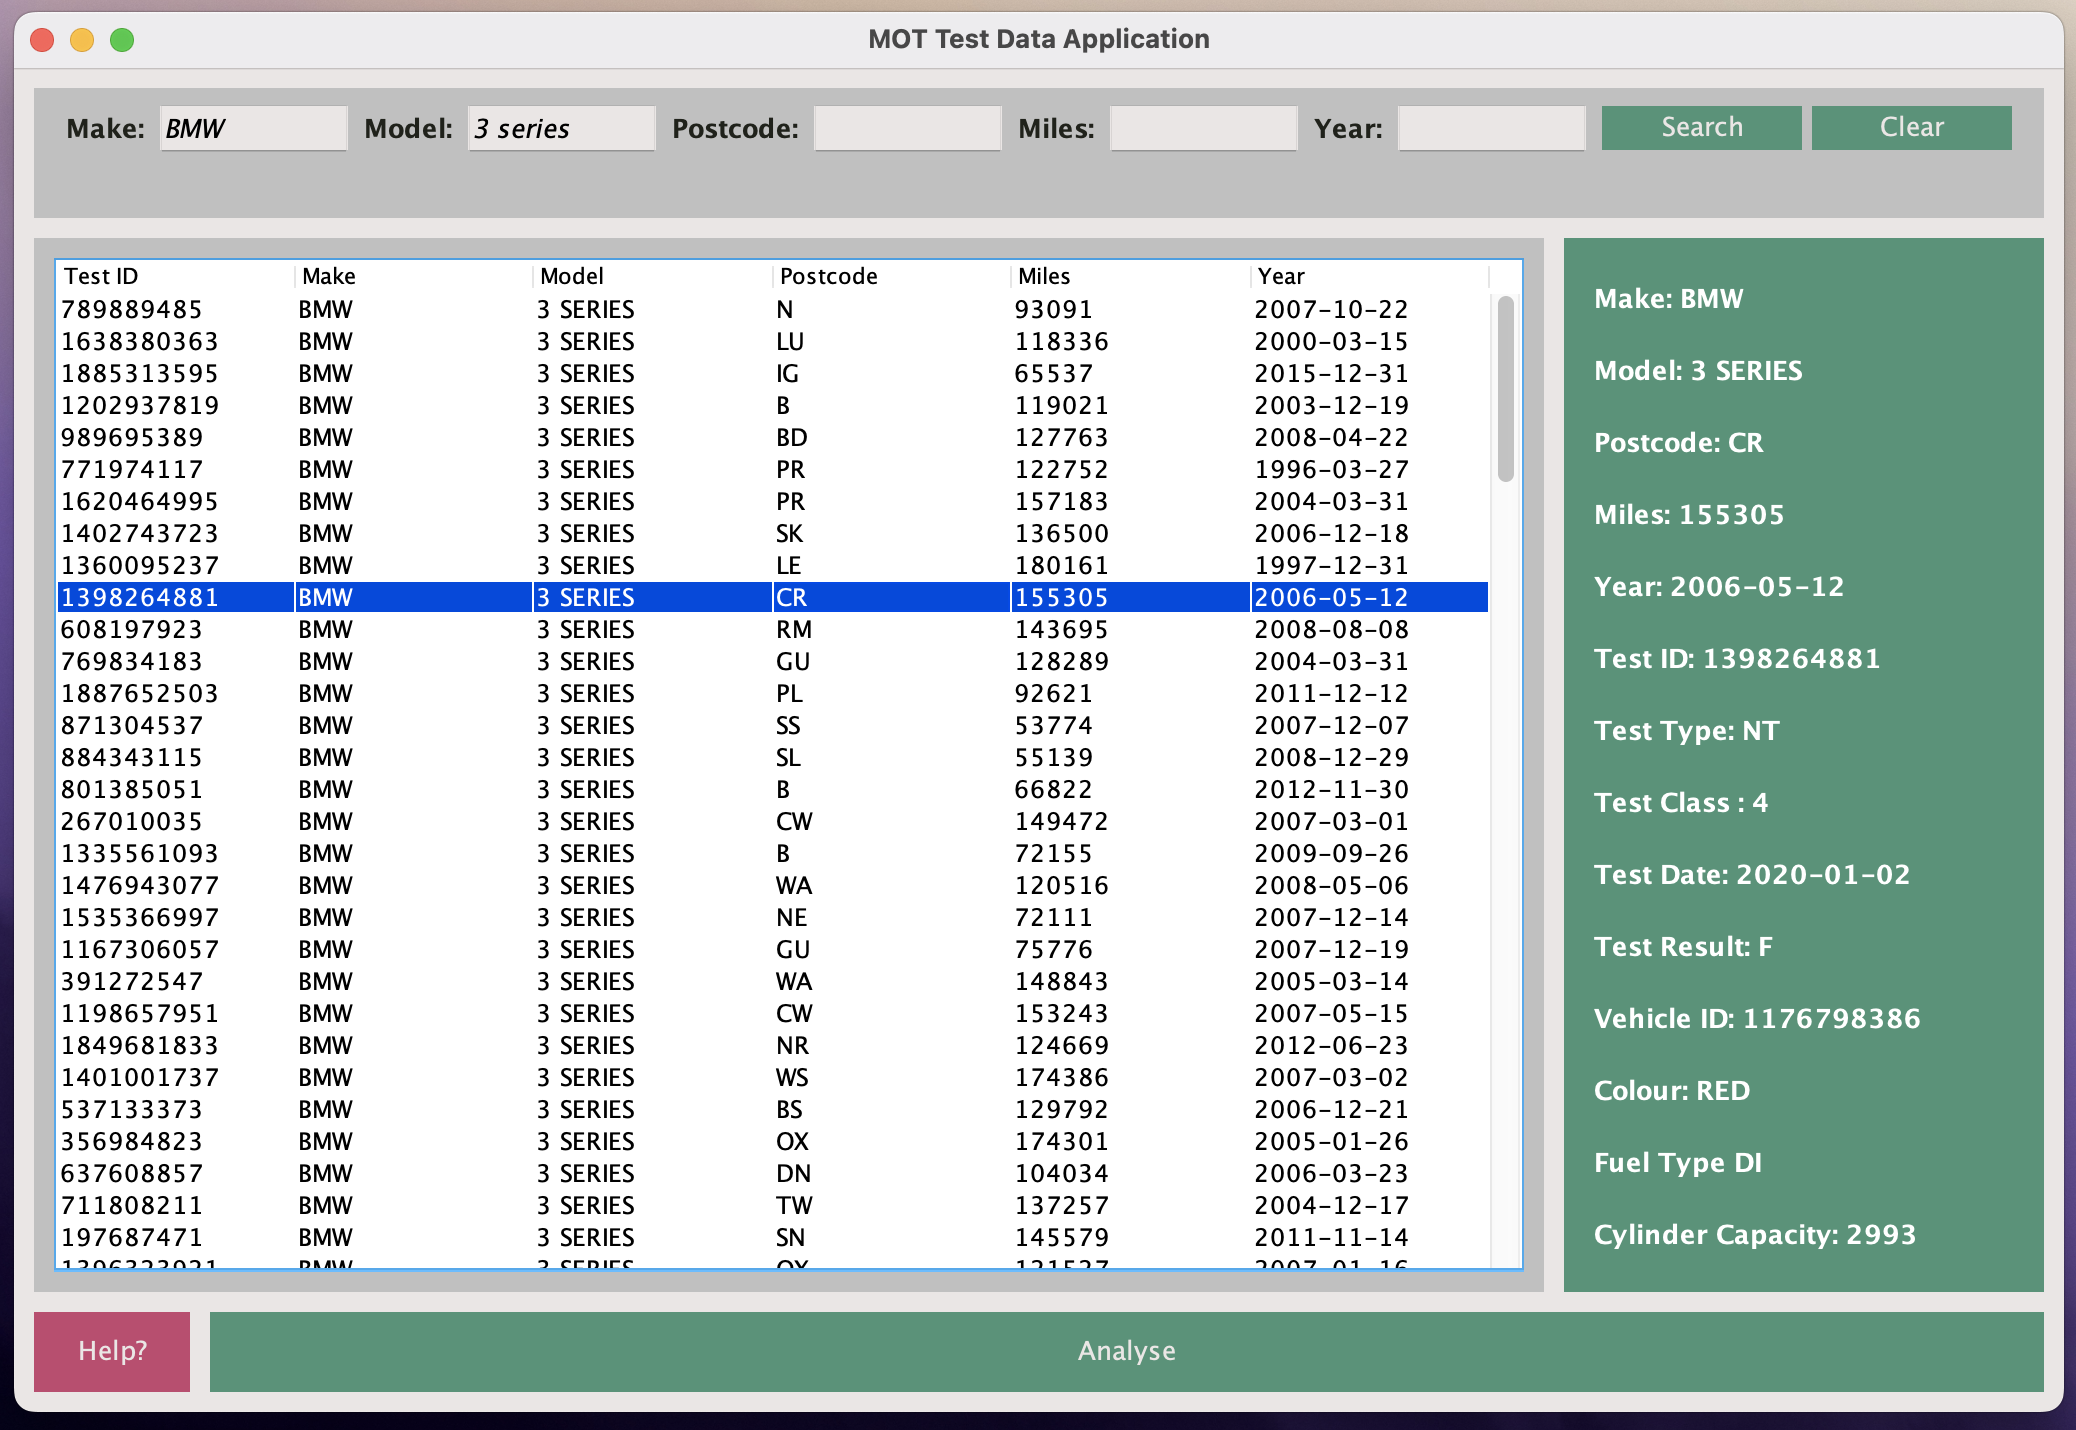 MOT Test Data Application
Make: BMW Model: 3 series Postcode: Miles: Year: Search Clear
Test ID Make Model Postcode Miles Year
789889485 BMW 3 SERIES N 93091 2007-10-22
1638380363 BMW 3 SERIES LU 118336 2000-03-15
1885313595 BMW 3 SERIES IG 65537 2015-12-31
1202937819 BMW 3 SERIES B 119021 2003-12-19
989695389 BMW 3 SERIES BD 127763 2008-04-22
771974117 BMW 3 SERIES PR 122752 1996-03-27
1620464995 BMW 3 SERIES PR 157183 2004-03-31
1402743723 BMW 3 SERIES SK 136500 2006-12-18
1360095237 BMW 3 SERIES LE 180161 1997-12-31
1398264881 BMW 3 SERIES CR 155305 2006-05-12
608197923 BMW 3 SERIES RM 143695 2008-08-08
769834183 BMW 3 SERIES GU 128289 2004-03-31
1887652503 BMW 3 SERIES PL 92621 2011-12-12
871304537 BMW 3 SERIES SS 53774 2007-12-07
884343115 BMW 3 SERIES SL 55139 2008-12-29
801385051 BMW 3 SERIES B 66822 2012-11-30
267010035 BMW 3 SERIES CW 149472 2007-03-01
1335561093 BMW 3 SERIES B 72155 2009-09-26
1476943077 BMW 3 SERIES WA 120516 2008-05-06
1535366997 BMW 3 SERIES NE 72111 2007-12-14
1167306057 BMW 3 SERIES GU 75776 2007-12-19
391272547 BMW 3 SERIES WA 148843 2005-03-14
1198657951 BMW 3 SERIES CW 153243 2007-05-15
1849681833 BMW 3 SERIES NR 124669 2012-06-23
1401001737 BMW 3 SERIES WS 174386 2007-03-02
537133373 BMW 3 SERIES BS 129792 2006-12-21
356984823 BMW 3 SERIES OX 174301 2005-01-26
637608857 BMW 3 SERIES DN 104034 2006-03-23
711808211 BMW 3 SERIES TW 137257 2004-12-17
197687471 BMW 3 SERIES SN 145579 2011-11-14
BMW 3 SERIES
Make: BMW
Model: 3 SERIES
Postcode: CR
Miles: 155305
Year: 2006-05-12
Test ID: 1398264881
Test Type: NT
Test Class : 4
Test Date: 2020-01-02
Test Result: F
Vehicle ID: 1176798386
Colour: RED
Fuel Type DI
Cylinder Capacity: 2993
Help? Analyse